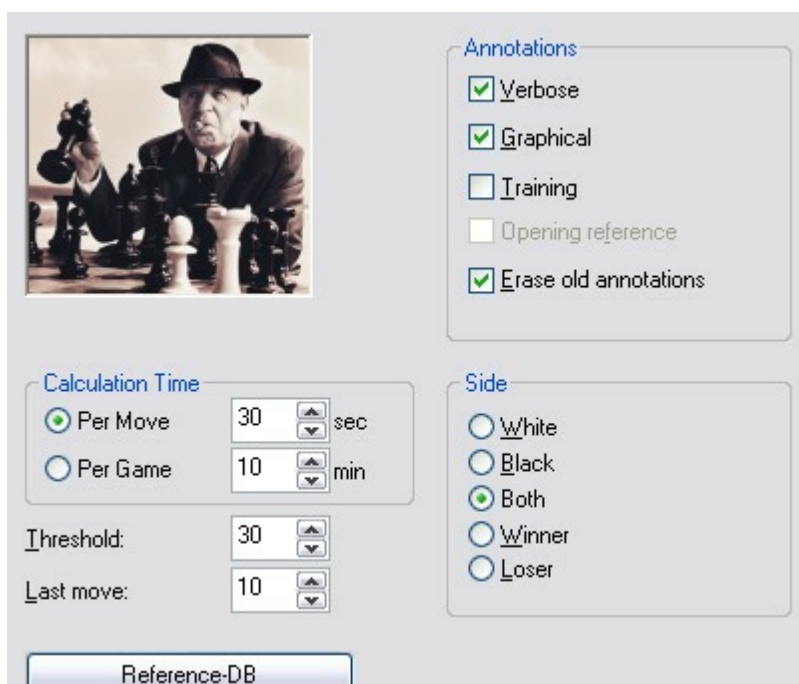 Annotations
Verbose
Graphical
Training
Opening reference
Erase old annotations
Calculation Time
Per Move 30 sec
Per Game 10 min
Threshold: 30
Last move: 10
Side
White
Black
Both
Winner
Loser
Reference-DB